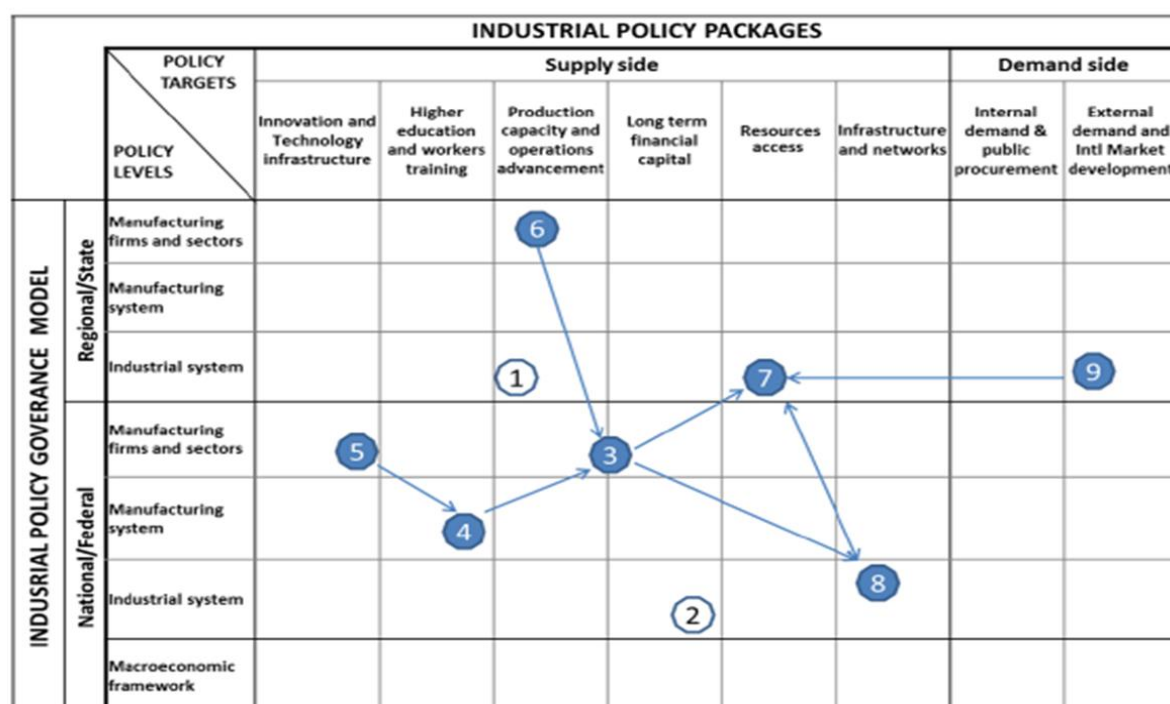 INDUSTRIAL POLICY PACKAGES
POLICY
TARGETS
POLICY
LEVELS
Supply side
Demand side
Innovation and
Technology
infrastructure
Higher
education
and workers
training
Production
capacity and
operations
advancement
Long term
financial
capital
Resources
access
Infrastructure
and networks
Internal
demand &
public
procurement
External
demand and
Intl Market
development
INDUSRIAL POLICY GOVERANCE MODEL
Regional/State
Manufacturing
firms and sectors
6
Manufacturing
system
Industrial system
1
7
9
National/Federal
Manufacturing
firms and sectors
5
3
Manufacturing
system
4
Industrial system
2
8
Macroeconomic
framework